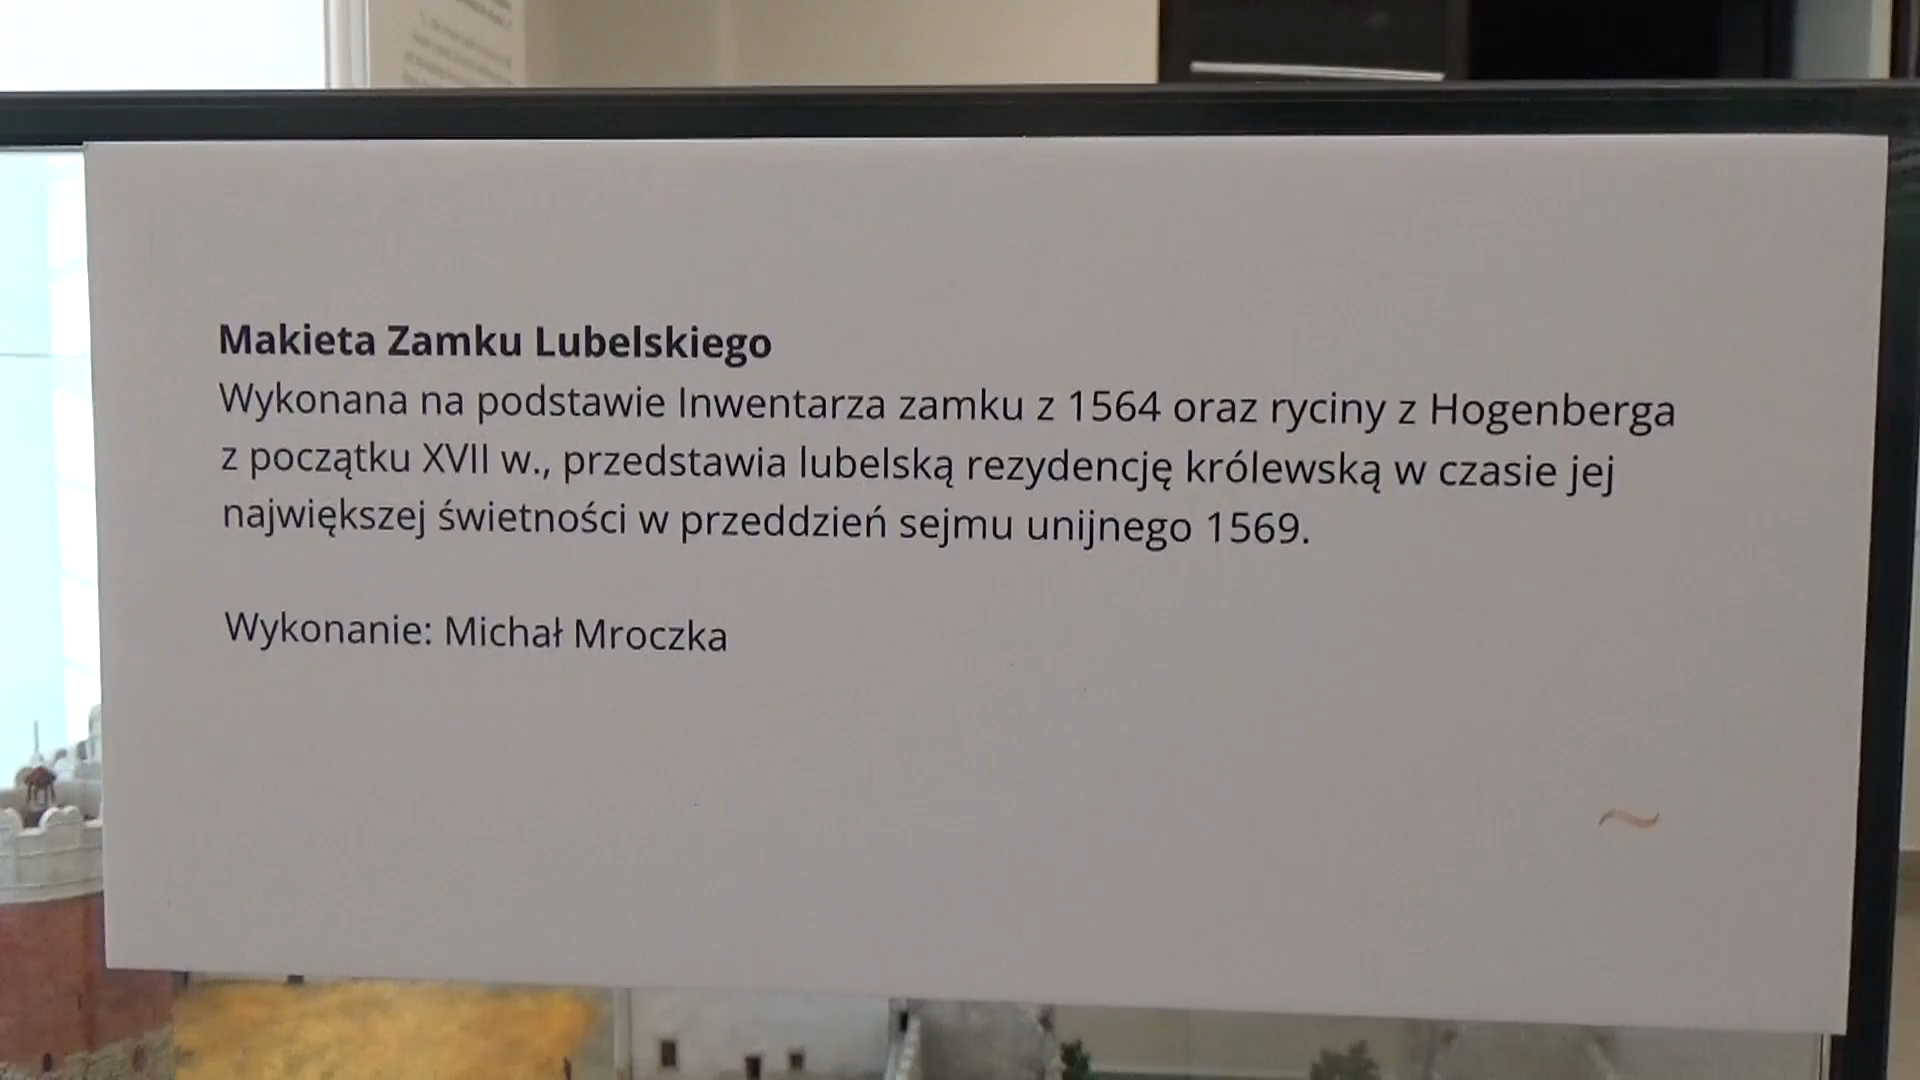 Makieta Zamku Lubelskiego
Wykonana na podstawie Inwentarza zamku z 1564 oraz ryciny z Hogenberga
z początku XVII w., przedstawia lubelską rezydencję królewską w czasie jej
największej świetności w przeddzień sejmu unijnego 1569.
Wykonanie: Michał Mroczka